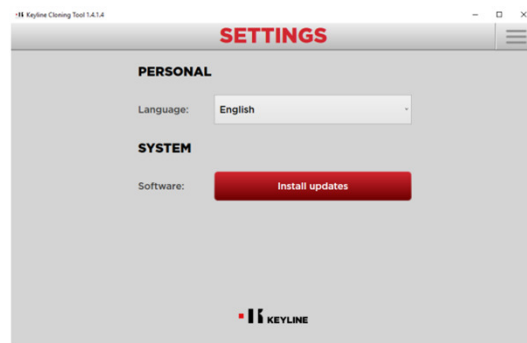 Keyline Cloning Tool 1.4.1.4
SETTINGS
PERSONAL
Language: English
SYSTEM
Software: Install updates
KEYLINE